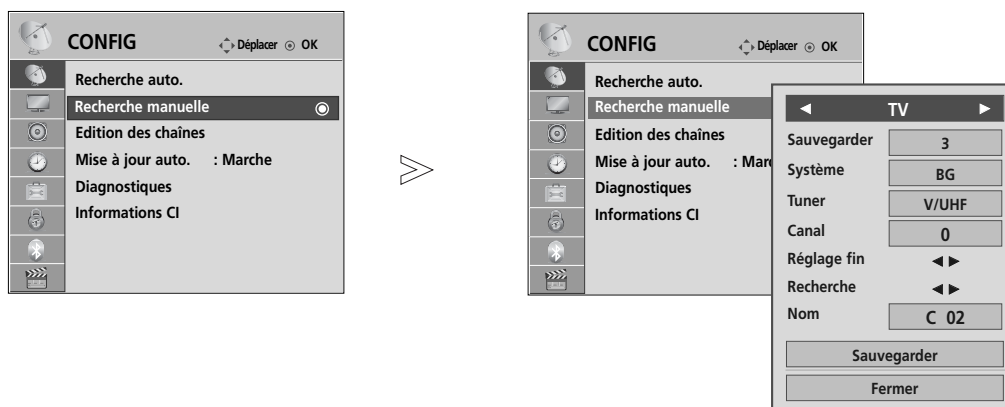 CONFIG Déplacer OK
Recherche auto.
Recherche manuelle
Edition des chaînes
Mise à jour auto. : Marche
Diagnostiques
Informations CI
CONFIG Déplacer OK
Recherche auto.
Recherche manuelle
Edition des chaînes
Mise à jour auto. : Mar
Diagnostiques
Informations CI
◄ TV ►
Sauvegarder 3
Système BG
Tuner V/UHF
Canal 0
Réglage fin ◄ ►
Recherche ◄ ►
Nom C 02
Sauvegarder
Fermer